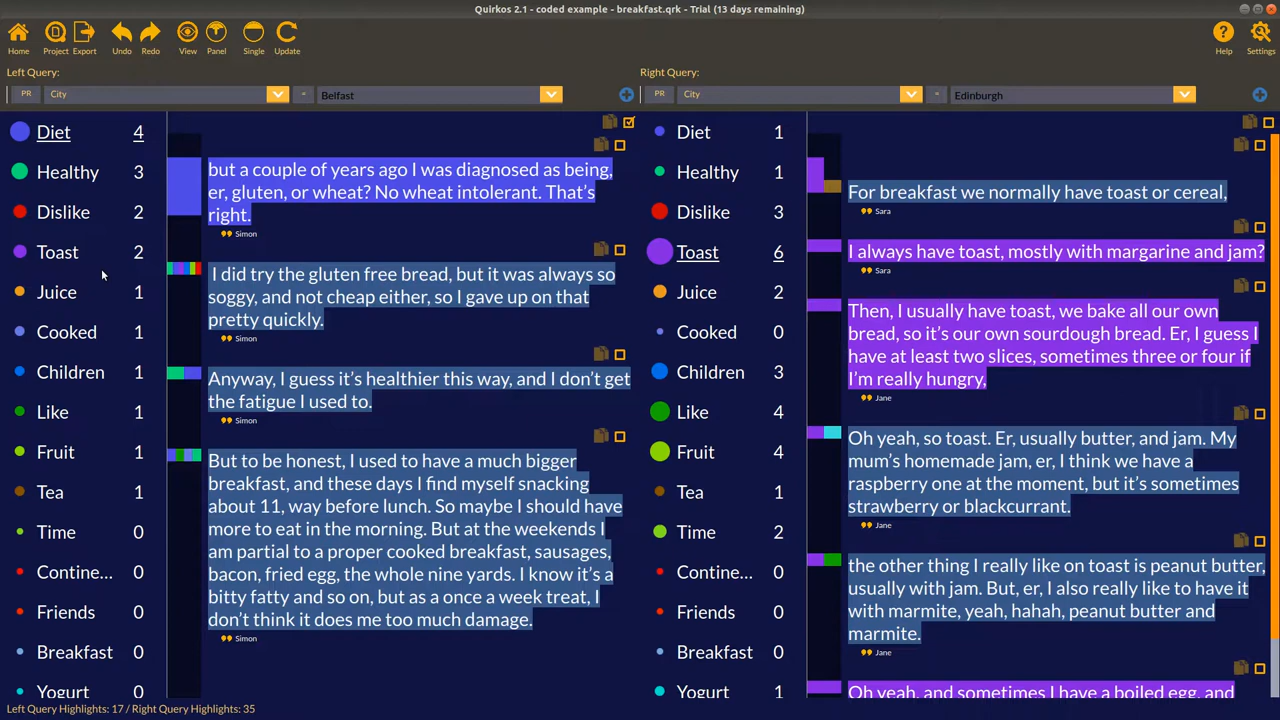 Quirkos 2.1 - coded example - breakfast.qrk - Trial (13 days remaining)
Home Project Export Undo Redo View Panel Single Update Help Settings
Left Query:
PR City = Belfast
Diet 4
Healthy 3
Dislike 2
Toast 2
Juice 1
Cooked 1
Children 1
Like 1
Fruit 1
Tea 1
Time 0
Contine... 0
Friends 0
Breakfast 0
Yogurt 0
but a couple of years ago I was diagnosed as being,
er, gluten, or wheat? No wheat intolerant. That's
right.
Simon
I did try the gluten free bread, but it was always so
soggy, and not cheap either, so I gave up on that
pretty quickly.
Simon
Anyway, I guess it's healthier this way, and I don't get
the fatigue I used to.
Simon
But to be honest, I used to have a much bigger
breakfast, and these days I find myself snacking
about 11, way before lunch. So maybe I should have
more to eat in the morning. But at the weekends I
am partial to a proper cooked breakfast, sausages,
bacon, fried egg, the whole nine yards. I know it's a
bitty fatty and so on, but as a once a week treat, I
don't think it does me too much damage.
Simon
Right Query:
PR City = Edinburgh
Diet 1
Healthy 1
Dislike 3
Toast 6
Juice 2
Cooked 0
Children 3
Like 4
Fruit 4
Tea 1
Time 2
Contine... 0
Friends 0
Breakfast 0
Yogurt 1
For breakfast we normally have toast or cereal,
Sara
I always have toast, mostly with margarine and jam?
Sara
Then, I usually have toast, we bake all our own
bread, so it's our own sourdough bread. Er, I guess I
have at least two slices, sometimes three or four if
I'm really hungry,
Jane
Oh yeah, so toast. Er, usually butter, and jam. My
mum's homemade jam, er, I think we have a
raspberry one at the moment, but it's sometimes
strawberry or blackcurrant.
Jane
the other thing I really like on toast is peanut butter,
usually with jam. But, er, I also really like to have it
with marmite, yeah, hahah, peanut butter and
marmite.
Jane
Oh yeah, and sometimes I have a boiled egg, and
Left Query Highlights: 17 / Right Query Highlights: 35